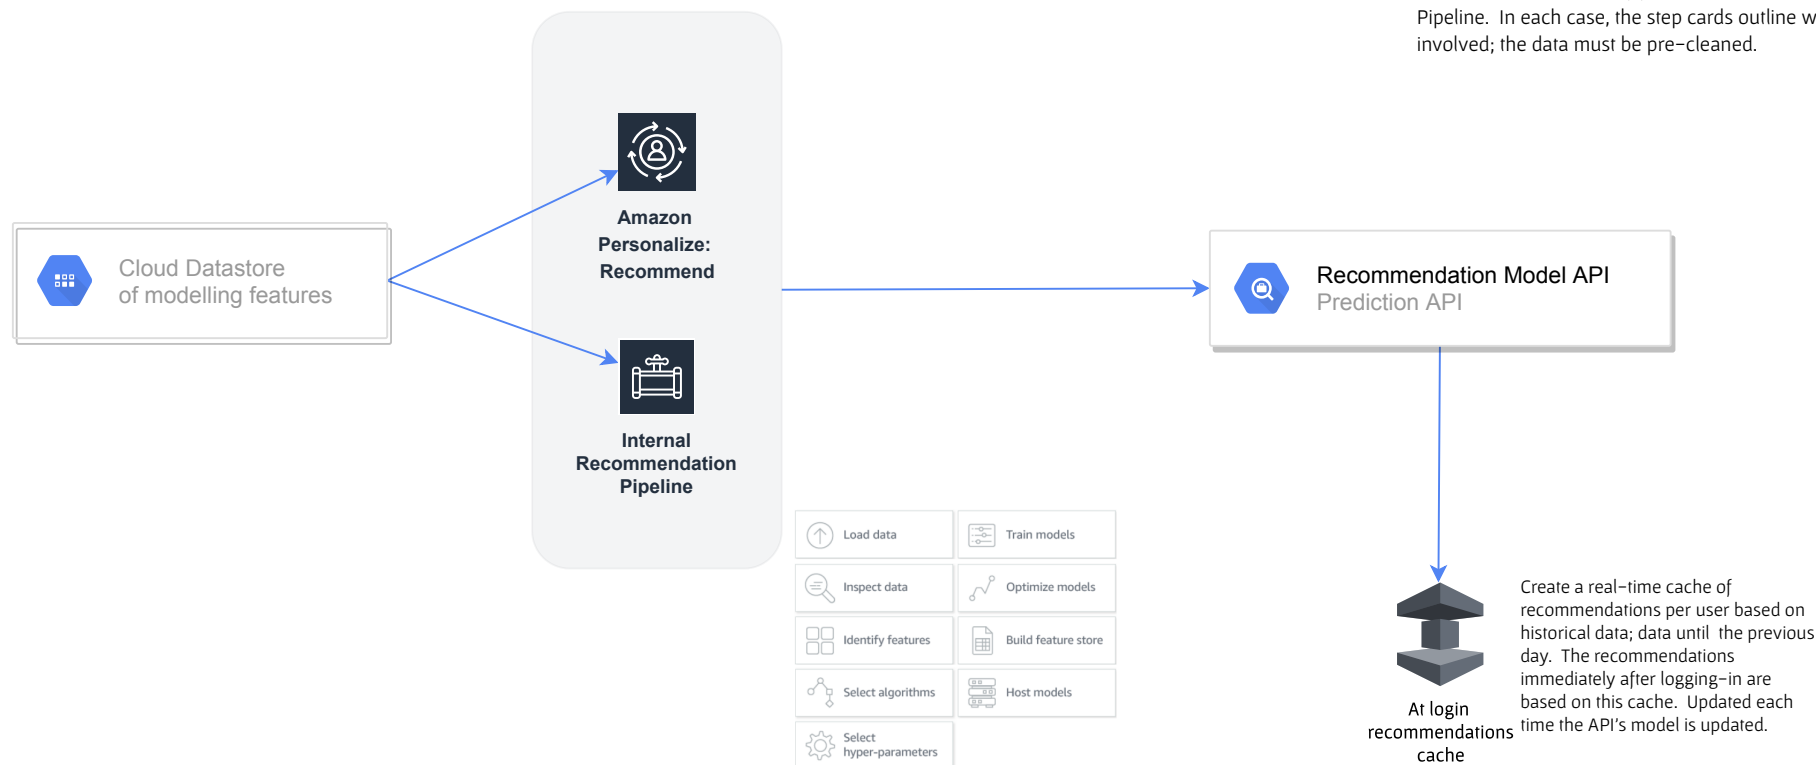 Pipeline. In each case, the step cards outline w
involved; the data must be pre-cleaned.
Amazon
Personalize:
Recommend
Cloud Datastore
of modelling features
Recommendation Model API
Prediction API
Internal
Recommendation
Pipeline
Load data
Train models
Inspect data
Optimize models
Identify features
Build feature store
Select algorithms
Host models
Select
hyper-parameters
Create a real-time cache of
recommendations per user based on
historical data; data until the previous
day. The recommendations
immediately after logging-in are
based on this cache. Updated each
time the API's model is updated.
At login
recommendations
cache